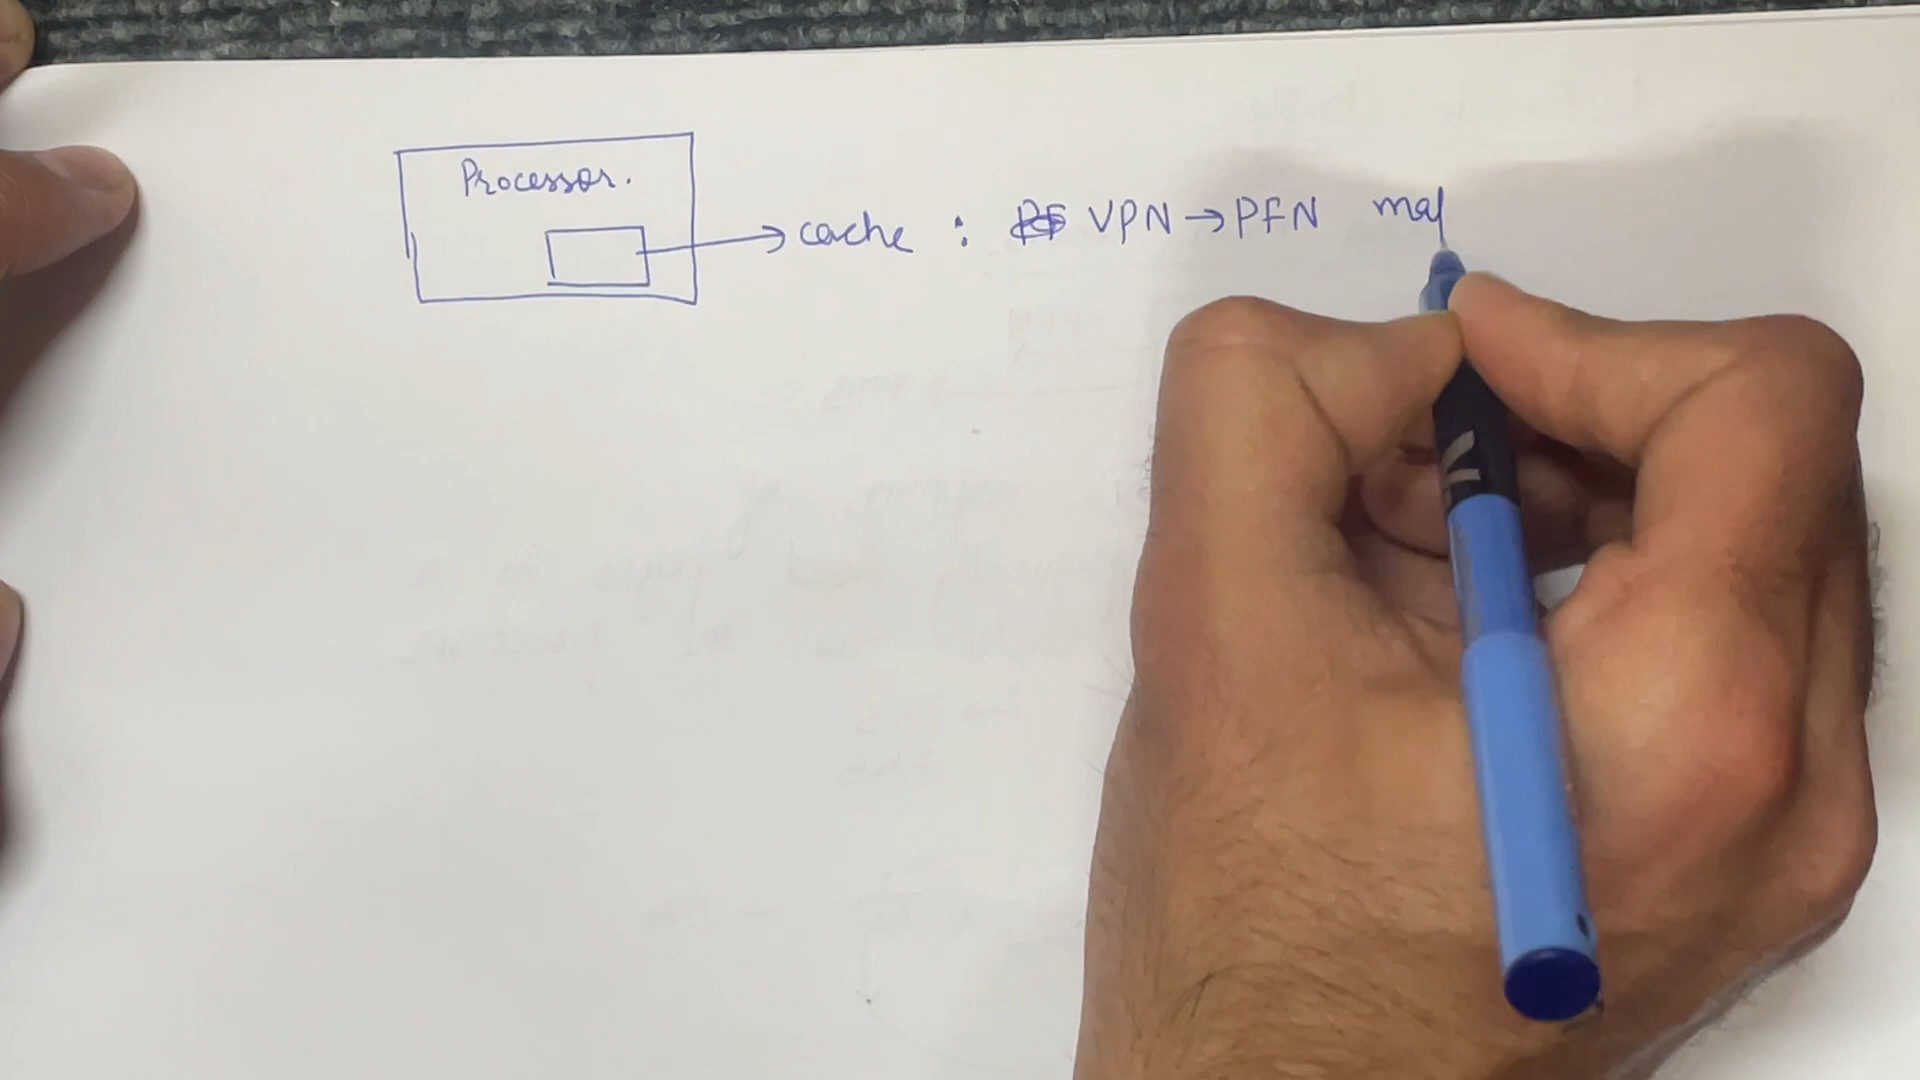 Processor.
cache : VPN → PFN